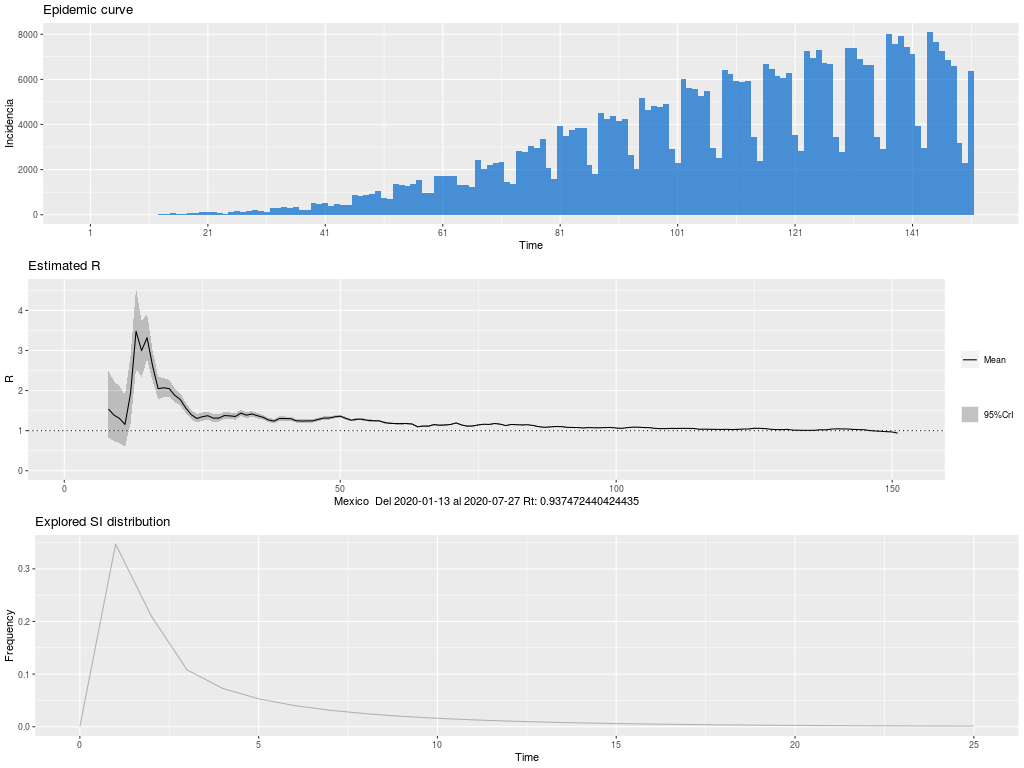 Epidemic curve
8000
6000
4000
2000
0
Incidencia
1 21 41 61 81 101 121 141
Time
Estimated R
4
3
2
1
0
R
Mean
95%CrI
0 50 100 150
Mexico Del 2020-01-13 al 2020-07-27 Rt: 0.937472440424435
Explored SI distribution
0.3
0.2
0.1
0.0
Frequency
0 5 10 15 20 25
Time